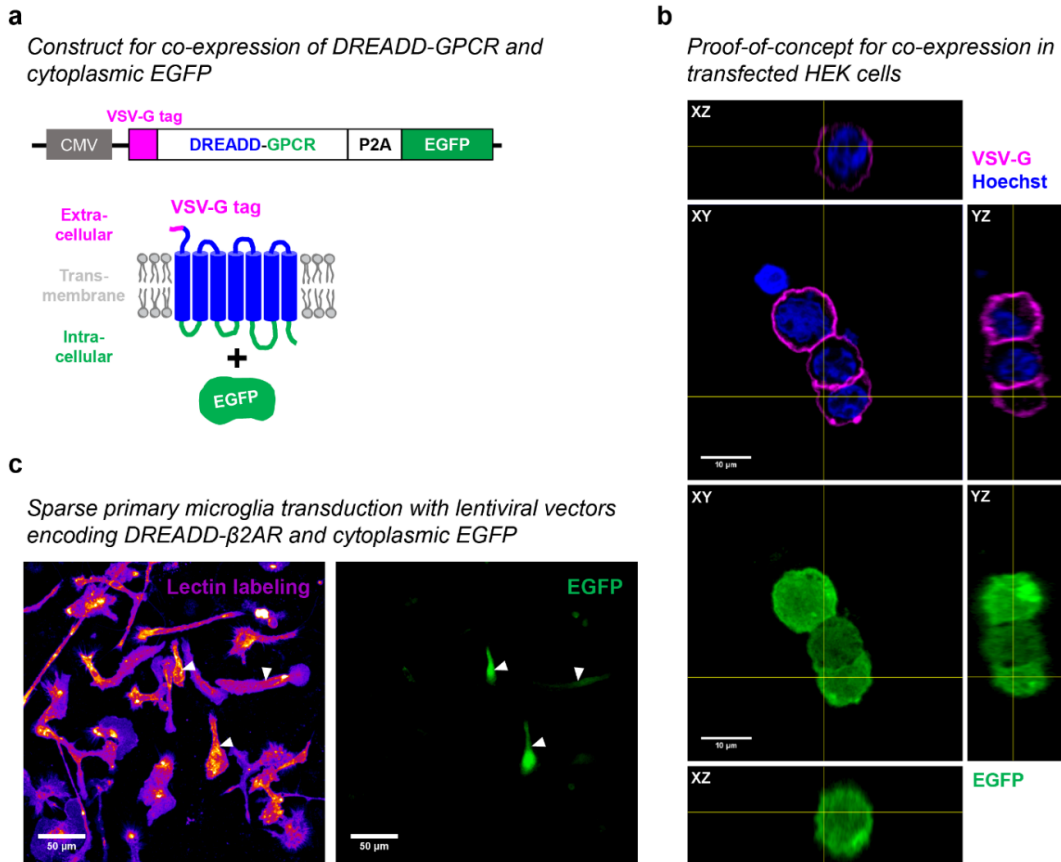 a
Construct for co-expression of DREADD-GPCR and
cytoplasmic EGFP
VSV-G tag
CMV
DREADD-GPCR
P2A
EGFP
VSV-G tag
Extra-
cellular
Trans-
membrane
Intra-
cellular
+
EGFP
b
Proof-of-concept for co-expression in
transfected HEK cells
XZ
VSV-G
Hoechst
XY
YZ
10 µm
XY
YZ
10 µm
XZ
EGFP
c
Sparse primary microglia transduction with lentiviral vectors
encoding DREADD-β2AR and cytoplasmic EGFP
Lectin labeling
50 µm
EGFP
50 µm